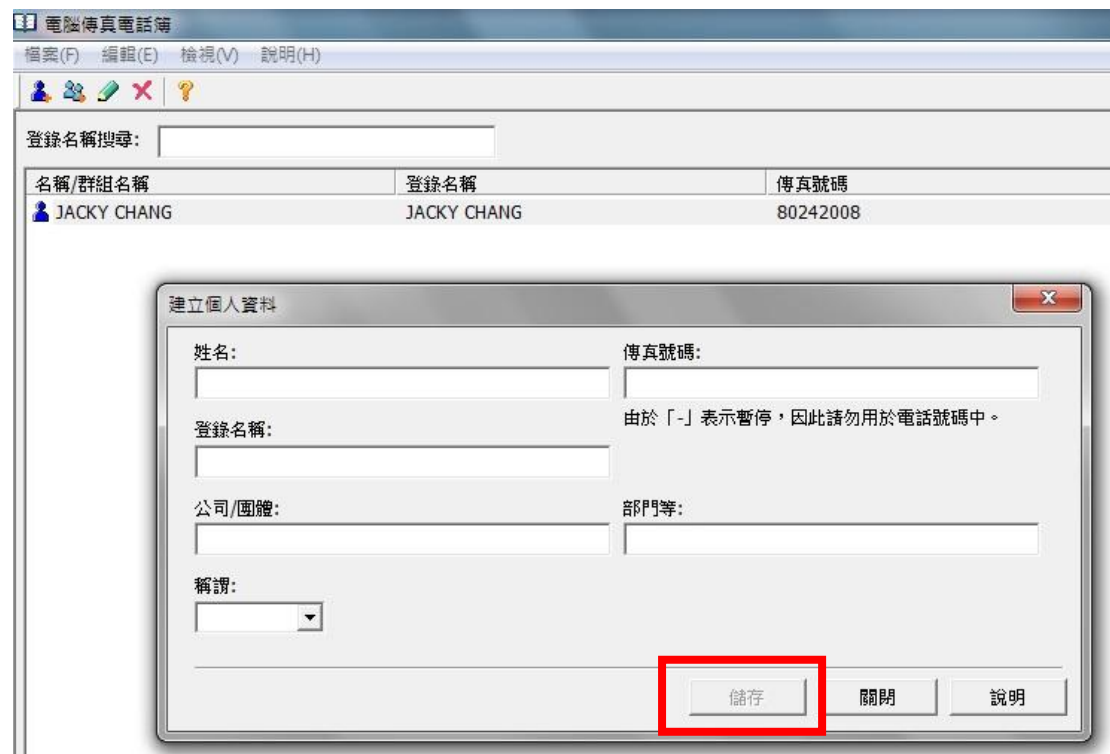 電腦傳真電話簿
檔案(F) 編輯(E) 檢視(V) 說明(H)
登錄名稱搜尋:
名稱/群組名稱 登錄名稱 傳真號碼
JACKY CHANG JACKY CHANG 80242008
建立個人資料
姓名: 傳真號碼:
由於「-」表示暫停，因此請勿用於電話號碼中。
登錄名稱:
公司/團體: 部門等:
稱謂:
儲存 關閉 說明